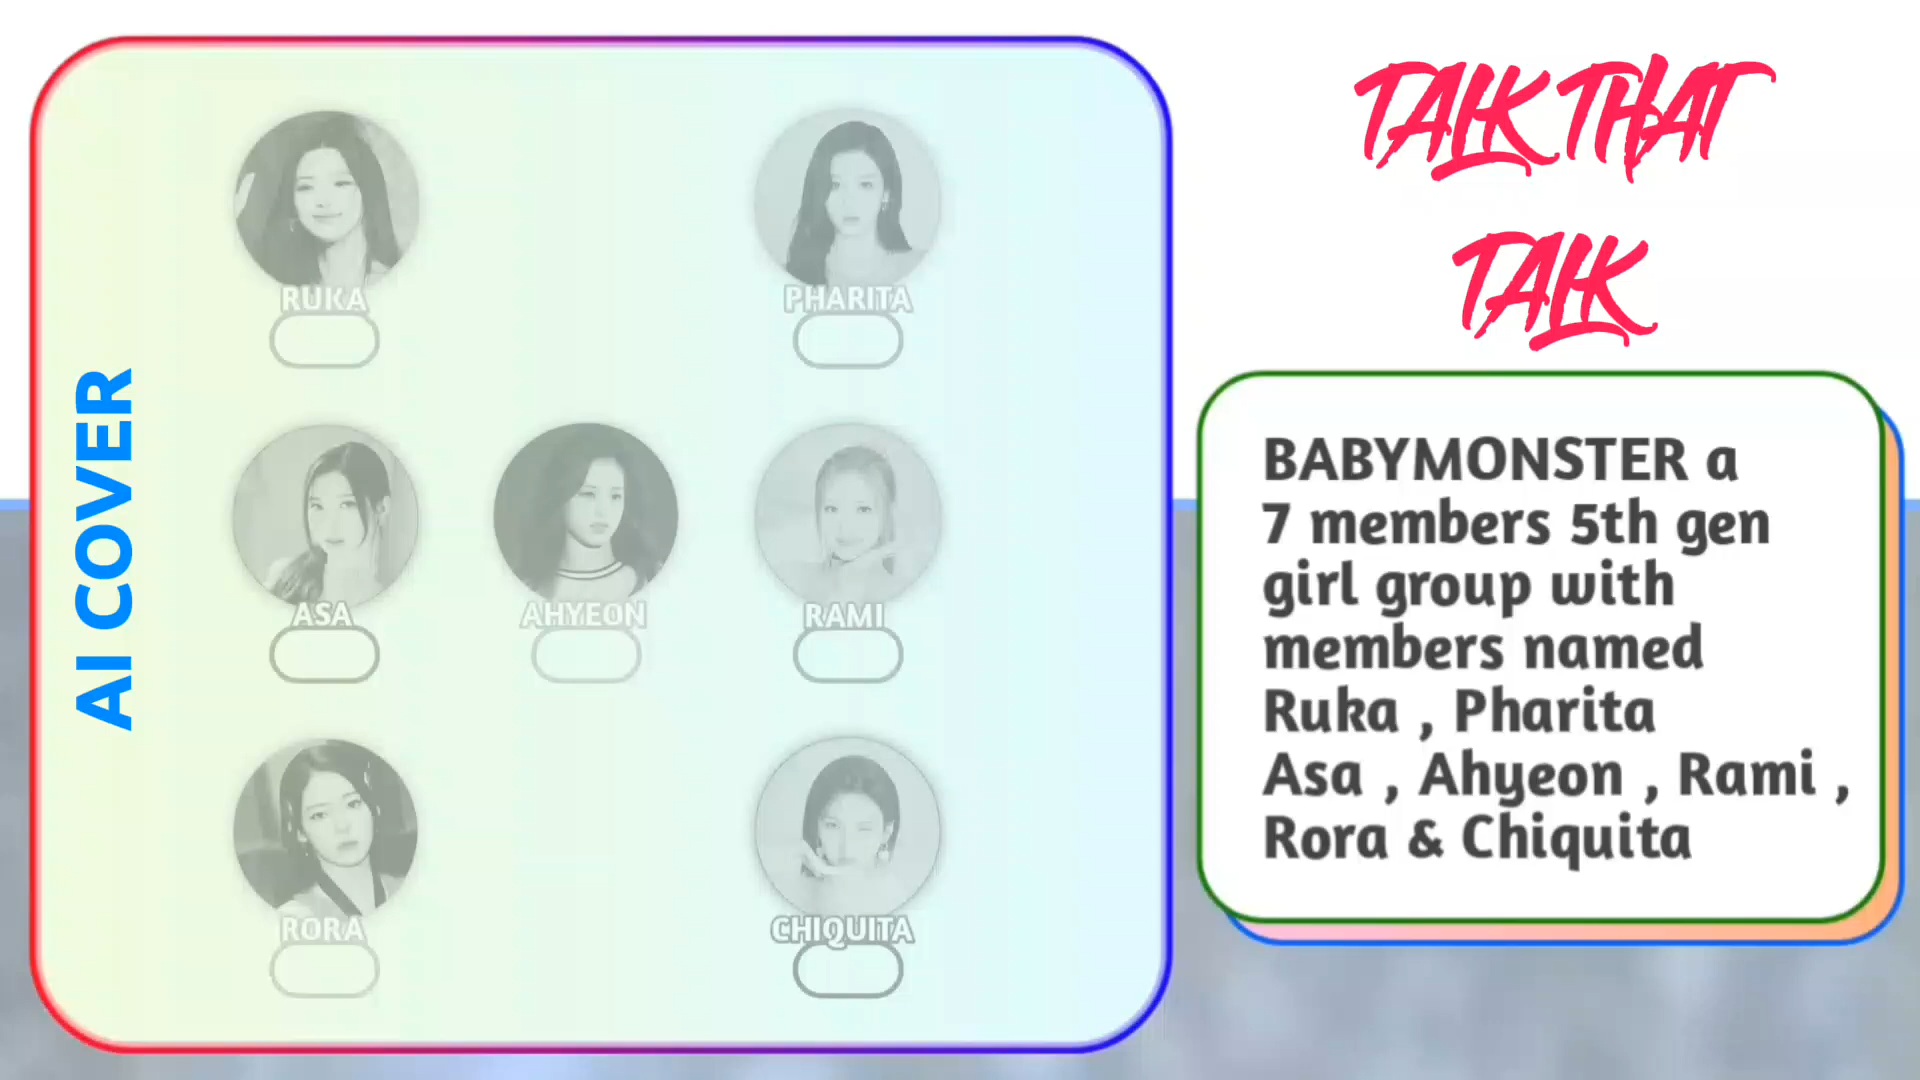 AI COVER
RUKA
PHARITA
ASA
AHYEON
RAMI
RORA
CHIQUITA
TALK THAT
TALK
BABYMONSTER a
7 members 5th gen
girl group with
members named
Ruka , Pharita
Asa , Ahyeon , Rami ,
Rora & Chiquita